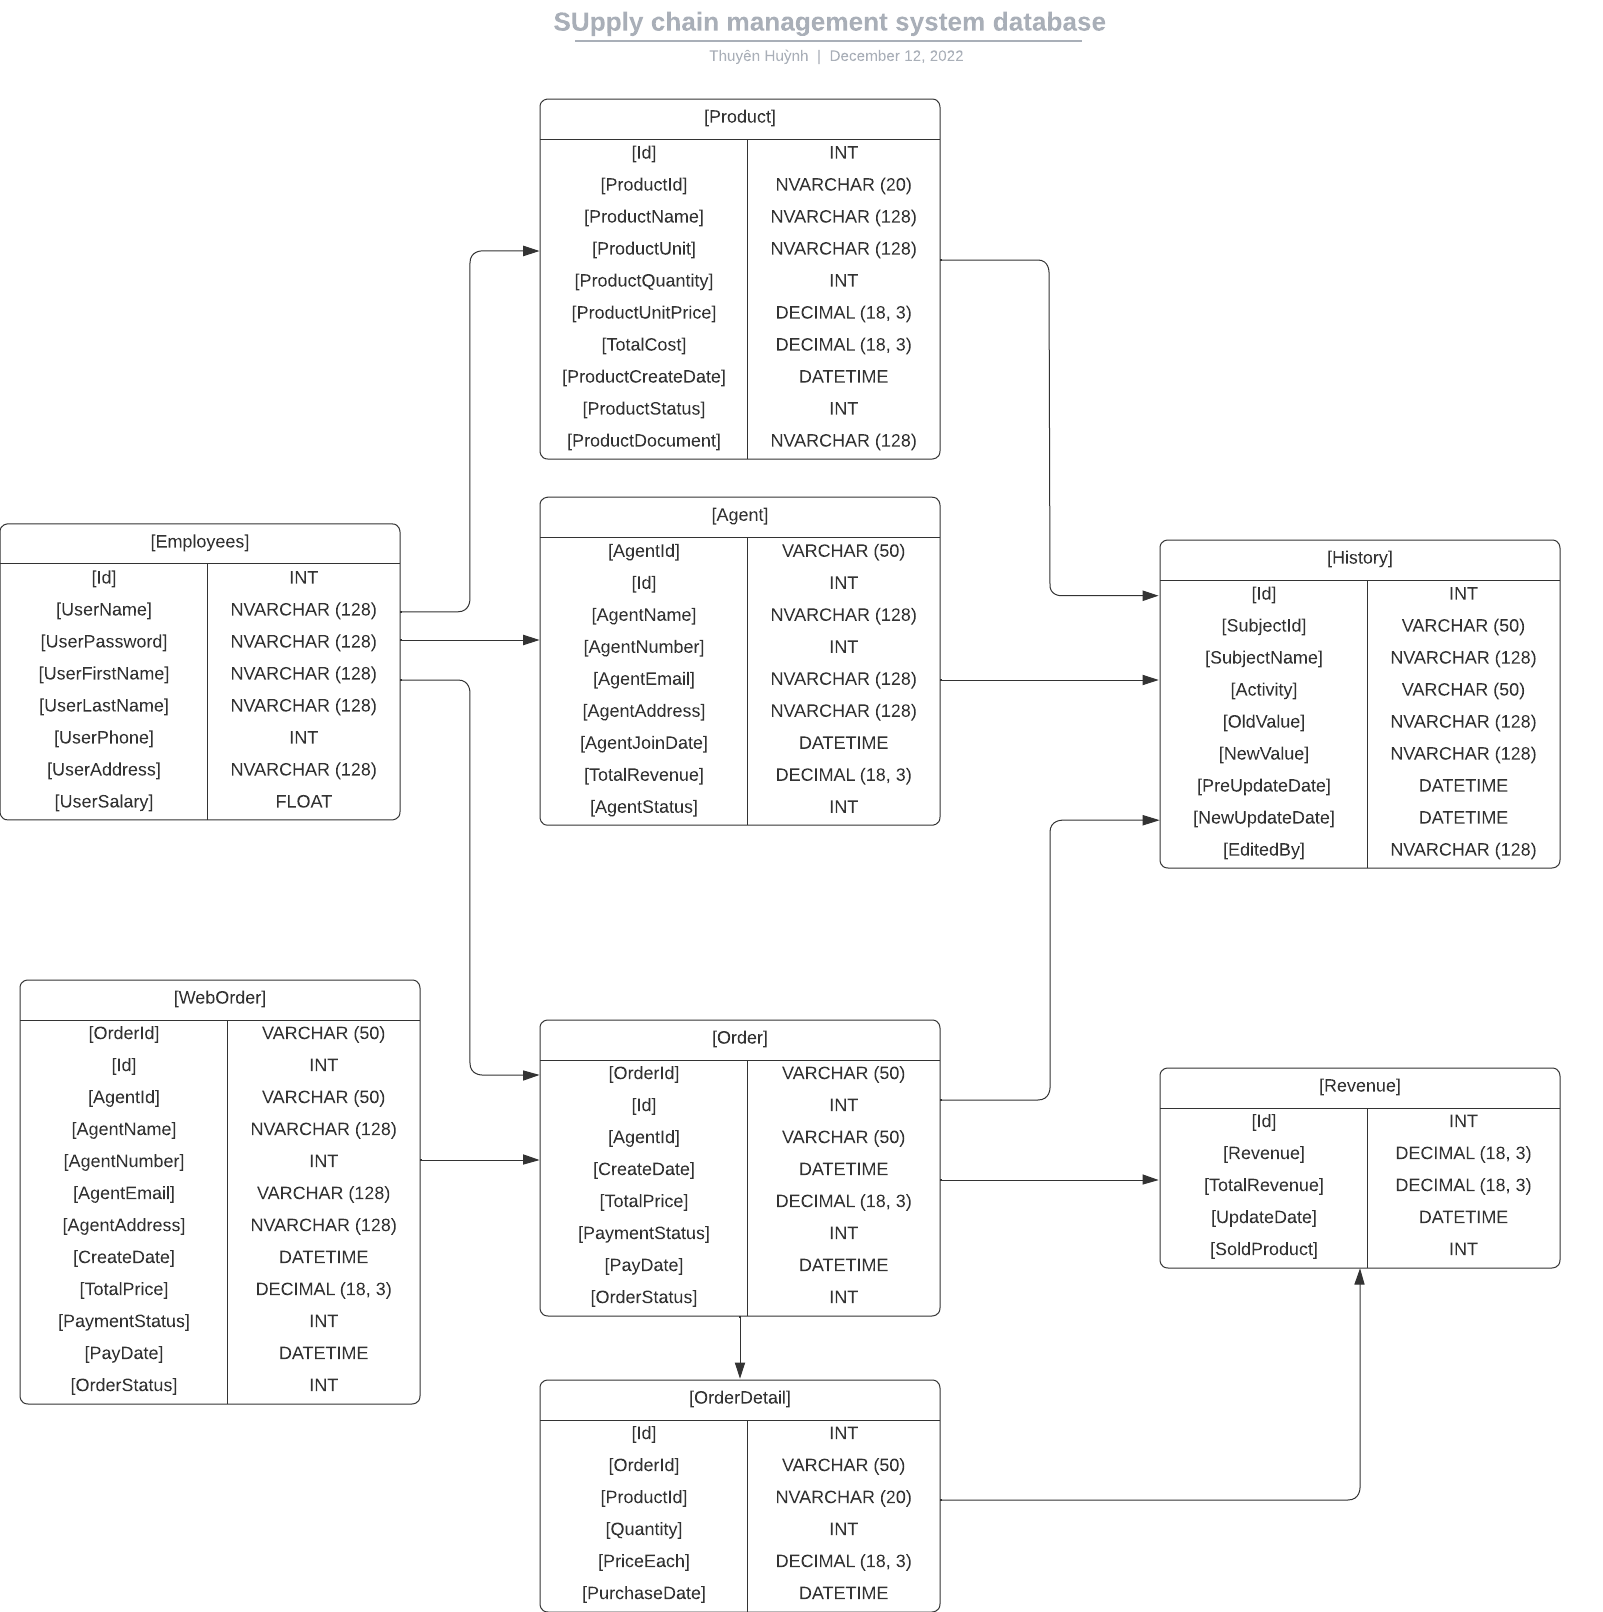 SUpply chain management system database
Thuyên Huỳnh | December 12, 2022
[Product]
[Id] INT
[ProductId] NVARCHAR (20)
[ProductName] NVARCHAR (128)
[ProductUnit] NVARCHAR (128)
[ProductQuantity] INT
[ProductUnitPrice] DECIMAL (18, 3)
[TotalCost] DECIMAL (18, 3)
[ProductCreateDate] DATETIME
[ProductStatus] INT
[ProductDocument] NVARCHAR (128)
[Employees]
[Id] INT
[UserName] NVARCHAR (128)
[UserPassword] NVARCHAR (128)
[UserFirstName] NVARCHAR (128)
[UserLastName] NVARCHAR (128)
[UserPhone] INT
[UserAddress] NVARCHAR (128)
[UserSalary] FLOAT
[Agent]
[AgentId] VARCHAR (50)
[Id] INT
[AgentName] NVARCHAR (128)
[AgentNumber] INT
[AgentEmail] NVARCHAR (128)
[AgentAddress] NVARCHAR (128)
[AgentJoinDate] DATETIME
[TotalRevenue] DECIMAL (18, 3)
[AgentStatus] INT
[History]
[Id] INT
[SubjectId] VARCHAR (50)
[SubjectName] NVARCHAR (128)
[Activity] VARCHAR (50)
[OldValue] NVARCHAR (128)
[NewValue] NVARCHAR (128)
[PreUpdateDate] DATETIME
[NewUpdateDate] DATETIME
[EditedBy] NVARCHAR (128)
[WebOrder]
[OrderId] VARCHAR (50)
[Id] INT
[AgentId] VARCHAR (50)
[AgentName] NVARCHAR (128)
[AgentNumber] INT
[AgentEmail] VARCHAR (128)
[AgentAddress] NVARCHAR (128)
[CreateDate] DATETIME
[TotalPrice] DECIMAL (18, 3)
[PaymentStatus] INT
[PayDate] DATETIME
[OrderStatus] INT
[Order]
[OrderId] VARCHAR (50)
[Id] INT
[AgentId] VARCHAR (50)
[CreateDate] DATETIME
[TotalPrice] DECIMAL (18, 3)
[PaymentStatus] INT
[PayDate] DATETIME
[OrderStatus] INT
[Revenue]
[Id] INT
[Revenue] DECIMAL (18, 3)
[TotalRevenue] DECIMAL (18, 3)
[UpdateDate] DATETIME
[SoldProduct] INT
[OrderDetail]
[Id] INT
[OrderId] VARCHAR (50)
[ProductId] NVARCHAR (20)
[Quantity] INT
[PriceEach] DECIMAL (18, 3)
[PurchaseDate] DATETIME